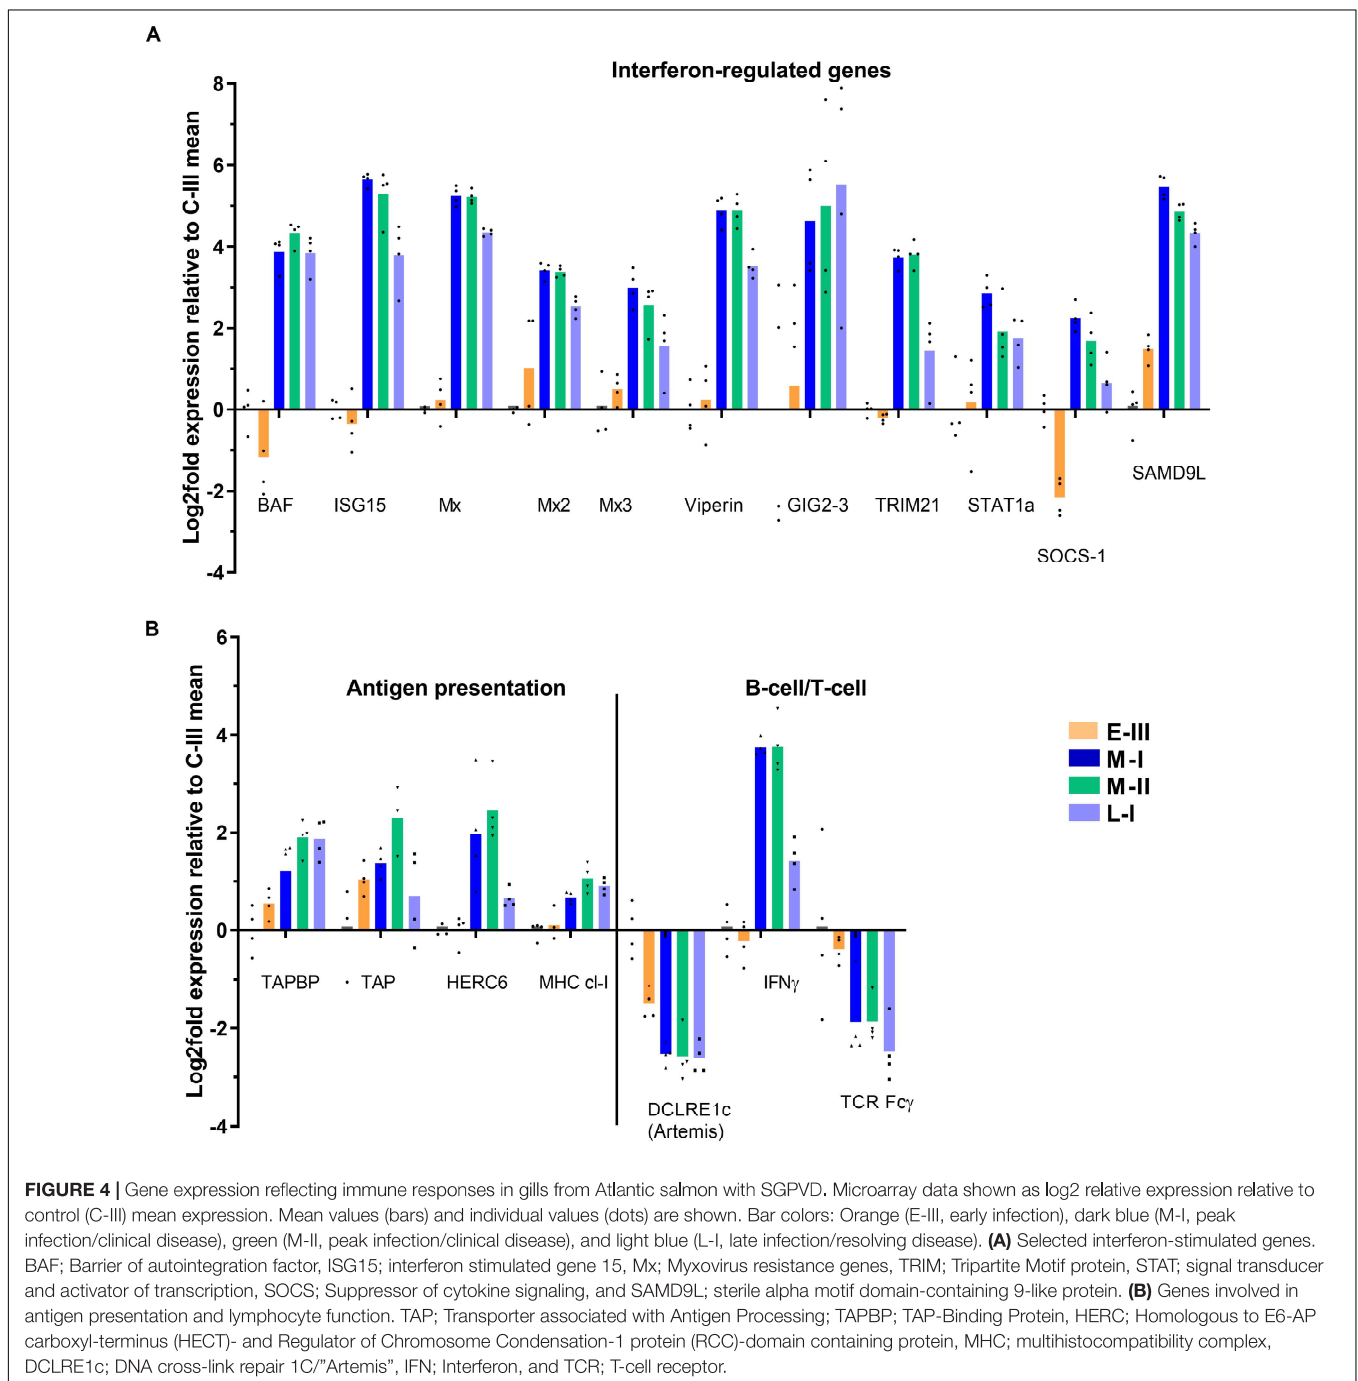 A
Interferon-regulated genes
Log2fold expression relative to C-III mean
8
6
4
2
0
-2
-4
BAF
ISG15
Mx
Mx2
Mx3
Viperin
GIG2-3
TRIM21
STAT1a
SOCS-1
SAMD9L
B
Log2fold expression relative to C-III mean
6
4
2
0
-2
-4
Antigen presentation
B-cell/T-cell
TAPBP
TAP
HERC6
MHC cl-I
DCLRE1c
(Artemis)
IFNγ
TCR Fcγ
E-III
M-I
M-II
L-I
FIGURE 4 | Gene expression reflecting immune responses in gills from Atlantic salmon with SGPVD. Microarray data shown as log2 relative expression relative to
control (C-III) mean expression. Mean values (bars) and individual values (dots) are shown. Bar colors: Orange (E-III, early infection), dark blue (M-I, peak
infection/clinical disease), green (M-II, peak infection/clinical disease), and light blue (L-I, late infection/resolving disease). (A) Selected interferon-stimulated genes.
BAF; Barrier of autointegration factor, ISG15; interferon stimulated gene 15, Mx; Myxovirus resistance genes, TRIM; Tripartite Motif protein, STAT; signal transducer
and activator of transcription, SOCS; Suppressor of cytokine signaling, and SAMD9L; sterile alpha motif domain-containing 9-like protein. (B) Genes involved in
antigen presentation and lymphocyte function. TAP; Transporter associated with Antigen Processing; TAPBP; TAP-Binding Protein, HERC; Homologous to E6-AP
carboxyl-terminus (HECT)- and Regulator of Chromosome Condensation-1 protein (RCC)-domain containing protein, MHC; multihistocompatibility complex,
DCLRE1c; DNA cross-link repair 1C/"Artemis", IFN; Interferon, and TCR; T-cell receptor.